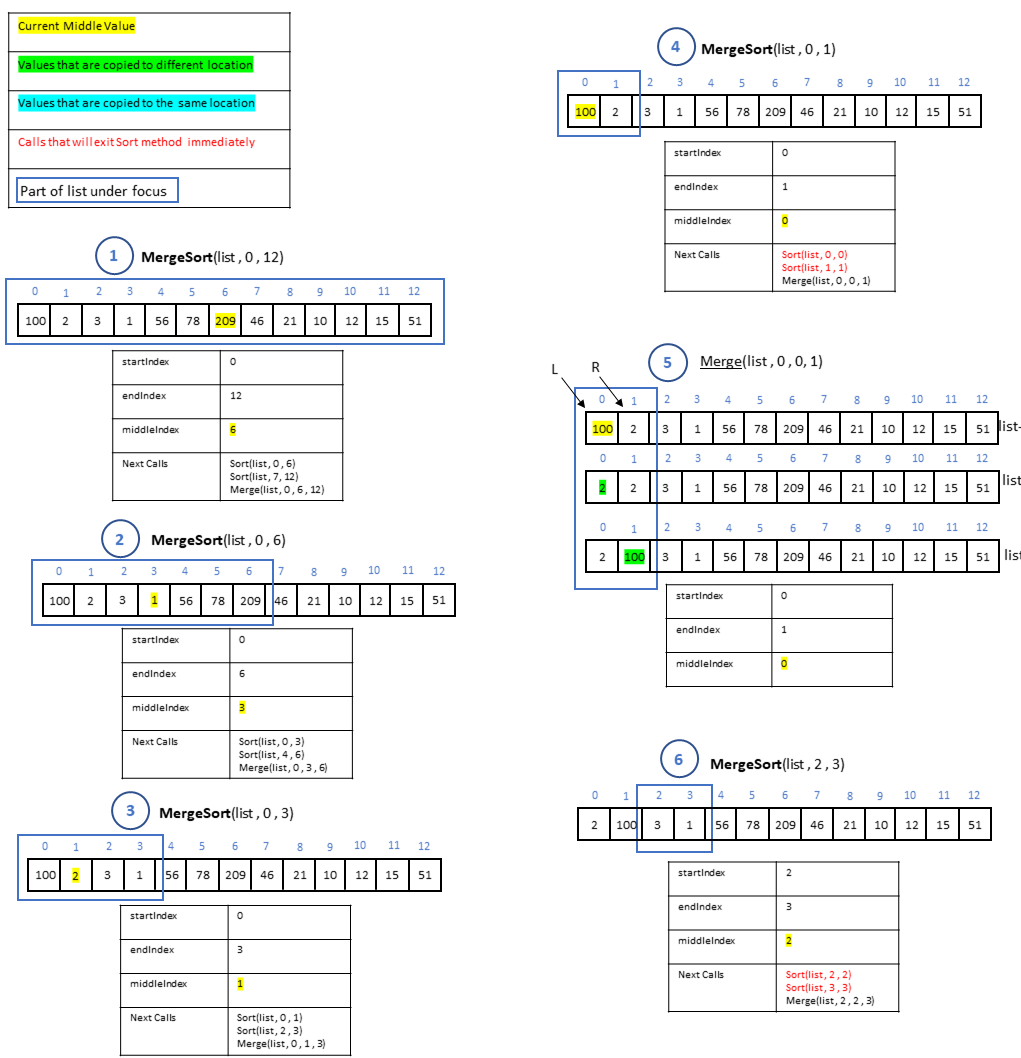 Current Middle Value
Values that are copied to different location
Values that are copied to the same location
Calls that will exit Sort method immediately
Part of list under focus
1 MergeSort(list , 0 , 12)
0 1 2 3 4 5 6 7 8 9 10 11 12
100 2 3 1 56 78 209 46 21 10 12 15 51
startIndex 0
endIndex 12
middleIndex 6
Next Calls Sort(list, 0 , 6)
Sort(list, 7, 12)
Merge(list, 0 , 6 , 12)
2 MergeSort(list , 0 , 6)
0 1 2 3 4 5 6 7 8 9 10 11 12
100 2 3 1 56 78 209 46 21 10 12 15 51
startIndex 0
endIndex 6
middleIndex 3
Next Calls Sort(list, 0 , 3)
Sort(list, 4 , 6)
Merge(list, 0 , 3 , 6)
3 MergeSort(list , 0 , 3)
0 1 2 3 4 5 6 7 8 9 10 11 12
100 2 3 1 56 78 209 46 21 10 12 15 51
startIndex 0
endIndex 3
middleIndex 1
Next Calls Sort(list, 0 , 1)
Sort(list, 2 , 3)
Merge(list, 0 , 1 , 3)
4 MergeSort(list , 0 , 1)
0 1 2 3 4 5 6 7 8 9 10 11 12
100 2 3 1 56 78 209 46 21 10 12 15 51
startIndex 0
endIndex 1
middleIndex 0
Next Calls Sort(list, 0 , 0)
Sort(list, 1 , 1)
Merge(list, 0 , 0 , 1)
5 Merge(list , 0 , 0, 1)
L R
0 1 2 3 4 5 6 7 8 9 10 11 12
100 2 3 1 56 78 209 46 21 10 12 15 51 list-
0 1 2 3 4 5 6 7 8 9 10 11 12
2 2 3 1 56 78 209 46 21 10 12 15 51 list
0 1 2 3 4 5 6 7 8 9 10 11 12
2 100 3 1 56 78 209 46 21 10 12 15 51 list
startIndex 0
endIndex 1
middleIndex 0
6 MergeSort(list , 2 , 3)
0 1 2 3 4 5 6 7 8 9 10 11 12
2 100 3 1 56 78 209 46 21 10 12 15 51
startIndex 2
endIndex 3
middleIndex 2
Next Calls Sort(list, 2 , 2)
Sort(list, 3 , 3)
Merge(list, 2 , 2 , 3)